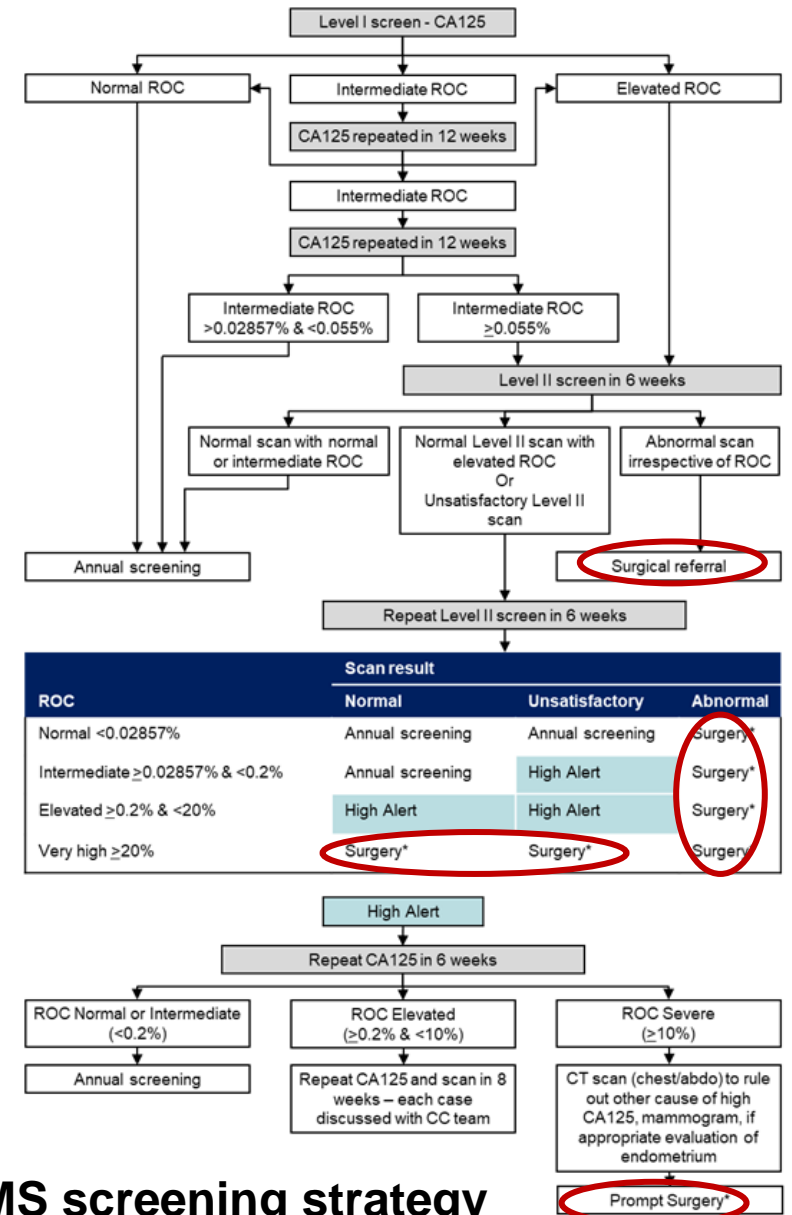 Level I screen - CA125
Normal ROC
Intermediate ROC
Elevated ROC
CA125 repeated in 12 weeks
Intermediate ROC
CA125 repeated in 12 weeks
Intermediate ROC
>0.02857% & <0.055%
Intermediate ROC
≥0.055%
Level II screen in 6 weeks
Normal scan with normal
or intermediate ROC
Normal Level II scan with
elevated ROC
Or
Unsatisfactory Level II
scan
Abnormal scan
irrespective of ROC
Annual screening
Surgical referral
Repeat Level II screen in 6 weeks
Scan result
ROC Normal Unsatisfactory Abnormal
Normal <0.02857% Annual screening Annual screening Surgery*
Intermediate ≥0.02857% & <0.2% Annual screening High Alert Surgery*
Elevated ≥0.2% & <20% High Alert High Alert Surgery*
Very high ≥20% Surgery* Surgery* Surgery
High Alert
Repeat CA125 in 6 weeks
ROC Normal or Intermediate
(<0.2%)
ROC Elevated
(≥0.2% & <10%)
ROC Severe
(≥10%)
Annual screening
Repeat CA125 and scan in 8
weeks – each case
discussed with CC team
CT scan (chest/abdo) to rule
out other cause of high
CA125, mammogram, if
appropriate evaluation of
endometrium
Prompt Surgery*
MS screening strategy